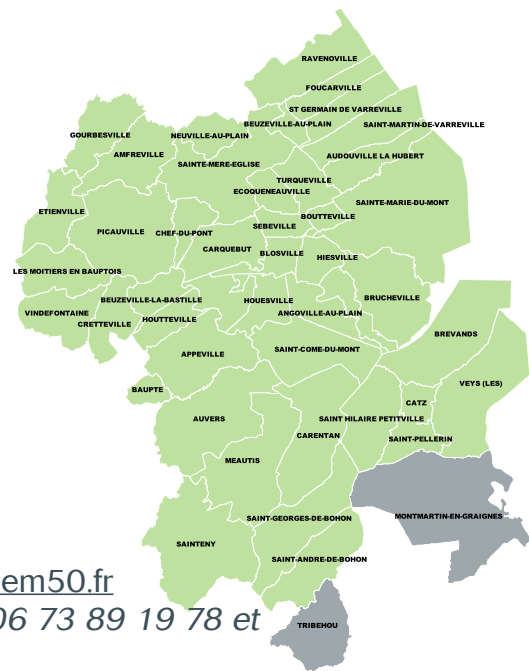 RAVENOVILLE
FOUCARVILLE
ST GERMAIN DE VARREVILLE
BEUZEVILLE-AU-PLAIN
SAINT-MARTIN-DE-VARREVILLE
GOURBESVILLE
NEUVILLE-AU-PLAIN
AMFREVILLE
AUDOUVILLE LA HUBERT
SAINTE-MERE-EGLISE
TURQUEVILLE
ECOQUENEAUVILLE
SAINTE-MARIE-DU-MONT
ETIENVILLE
BOUTTEVILLE
SEBEVILLE
PICAUVILLE
CHEF-DU-PONT
CARQUEBUT
BLOSVILLE
HIESVILLE
LES MOITIERS EN BAUPTOIS
BEUZEVILLE-LA-BASTILLE
HOUESVILLE
BRUCHEVILLE
VINDEFONTAINE
HOUTTEVILLE
ANGOVILLE-AU-PLAIN
CRETTEVILLE
BREVANDS
APPEVILLE
SAINT-COME-DU-MONT
VEYS (LES)
BAUPTE
CATZ
AUVERS
SAINT HILAIRE PETITVILLE
CARENTAN
SAINT-PELLERIN
MEAUTIS
MONTMARTIN-EN-GRAIGNES
SAINT-GEORGES-DE-BOHON
SAINTENY
SAINT-ANDRE-DE-BOHON
em50.fr
06 73 89 19 78 et
TRIBEHOU